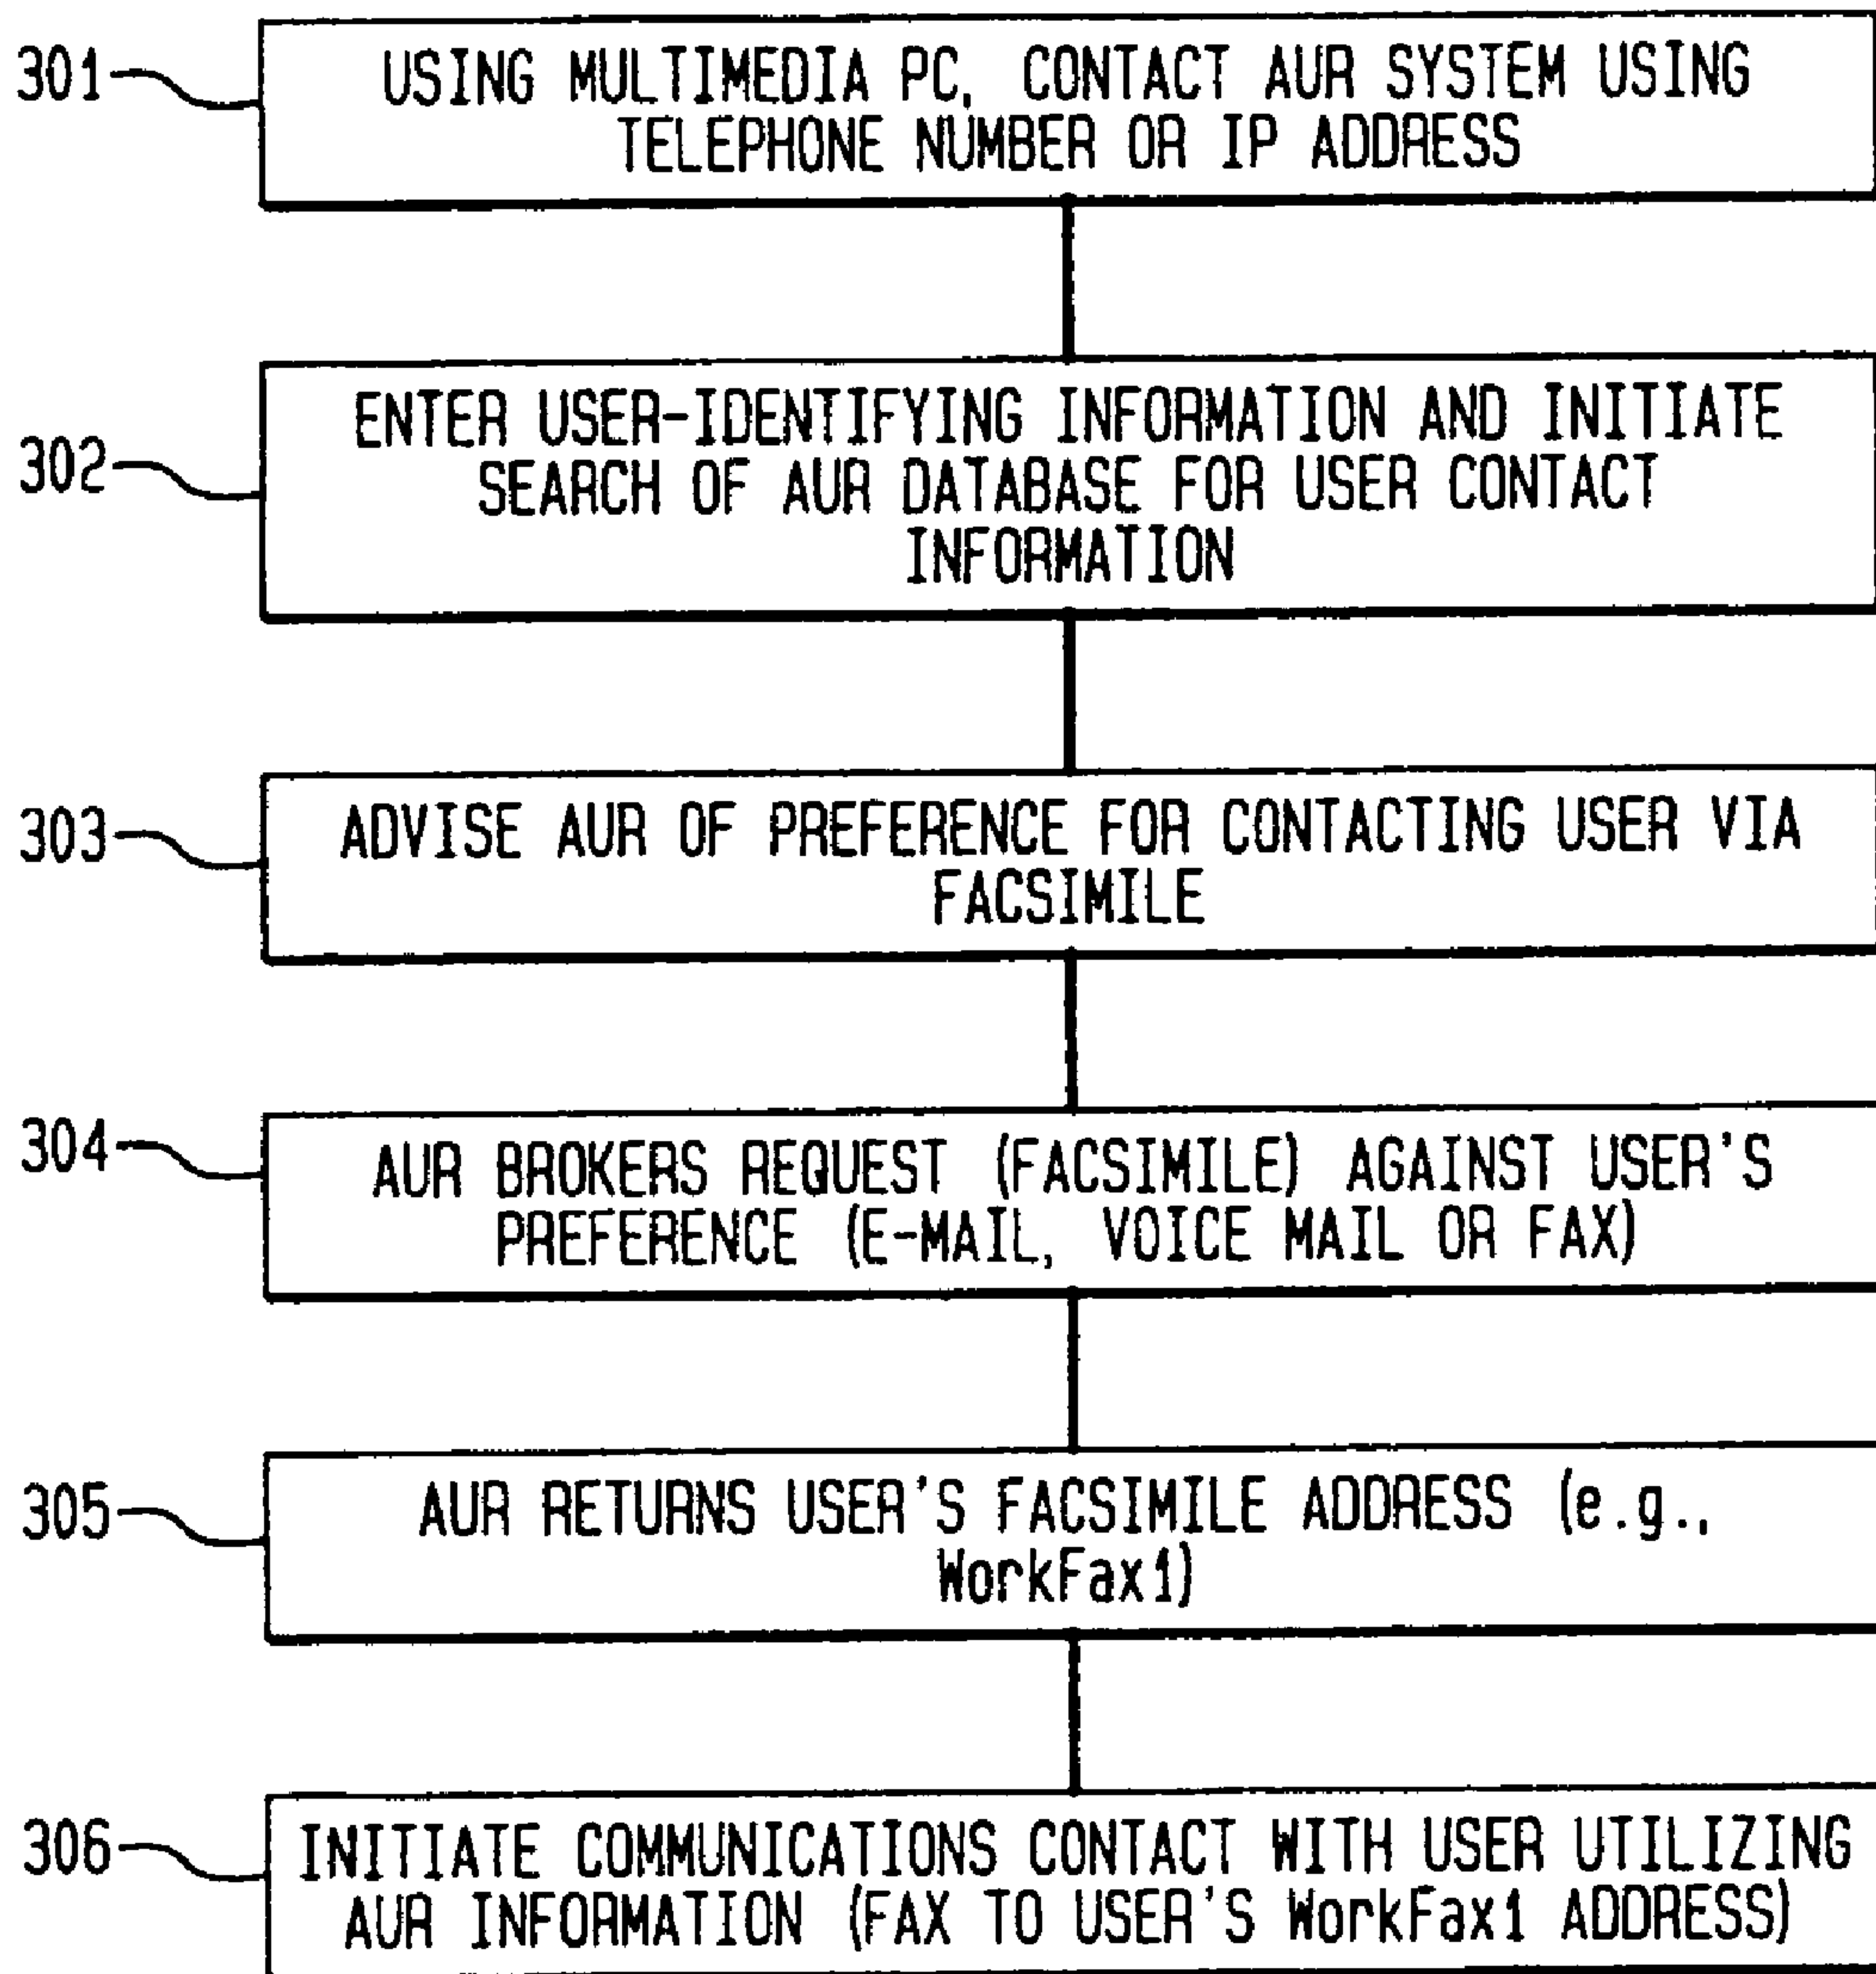 301
USING MULTIMEDIA PC, CONTACT AUR SYSTEM USING
TELEPHONE NUMBER OR IP ADDRESS
302
ENTER USER-IDENTIFYING INFORMATION AND INITIATE
SEARCH OF AUR DATABASE FOR USER CONTACT
INFORMATION
303
ADVISE AUR OF PREFERENCE FOR CONTACTING USER VIA
FACSIMILE
304
AUR BROKERS REQUEST (FACSIMILE) AGAINST USER'S
PREFERENCE (E-MAIL, VOICE MAIL OR FAX)
305
AUR RETURNS USER'S FACSIMILE ADDRESS (e.g.,
WorkFax1)
306
INITIATE COMMUNICATIONS CONTACT WITH USER UTILIZING
AUR INFORMATION (FAX TO USER'S WorkFax1 ADDRESS)